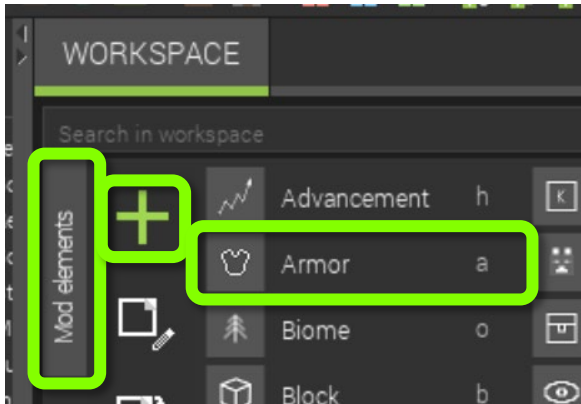 WORKSPACE
Search in workspace
Mod elements
Advancement h
K
Armor a
Biome o
Block b